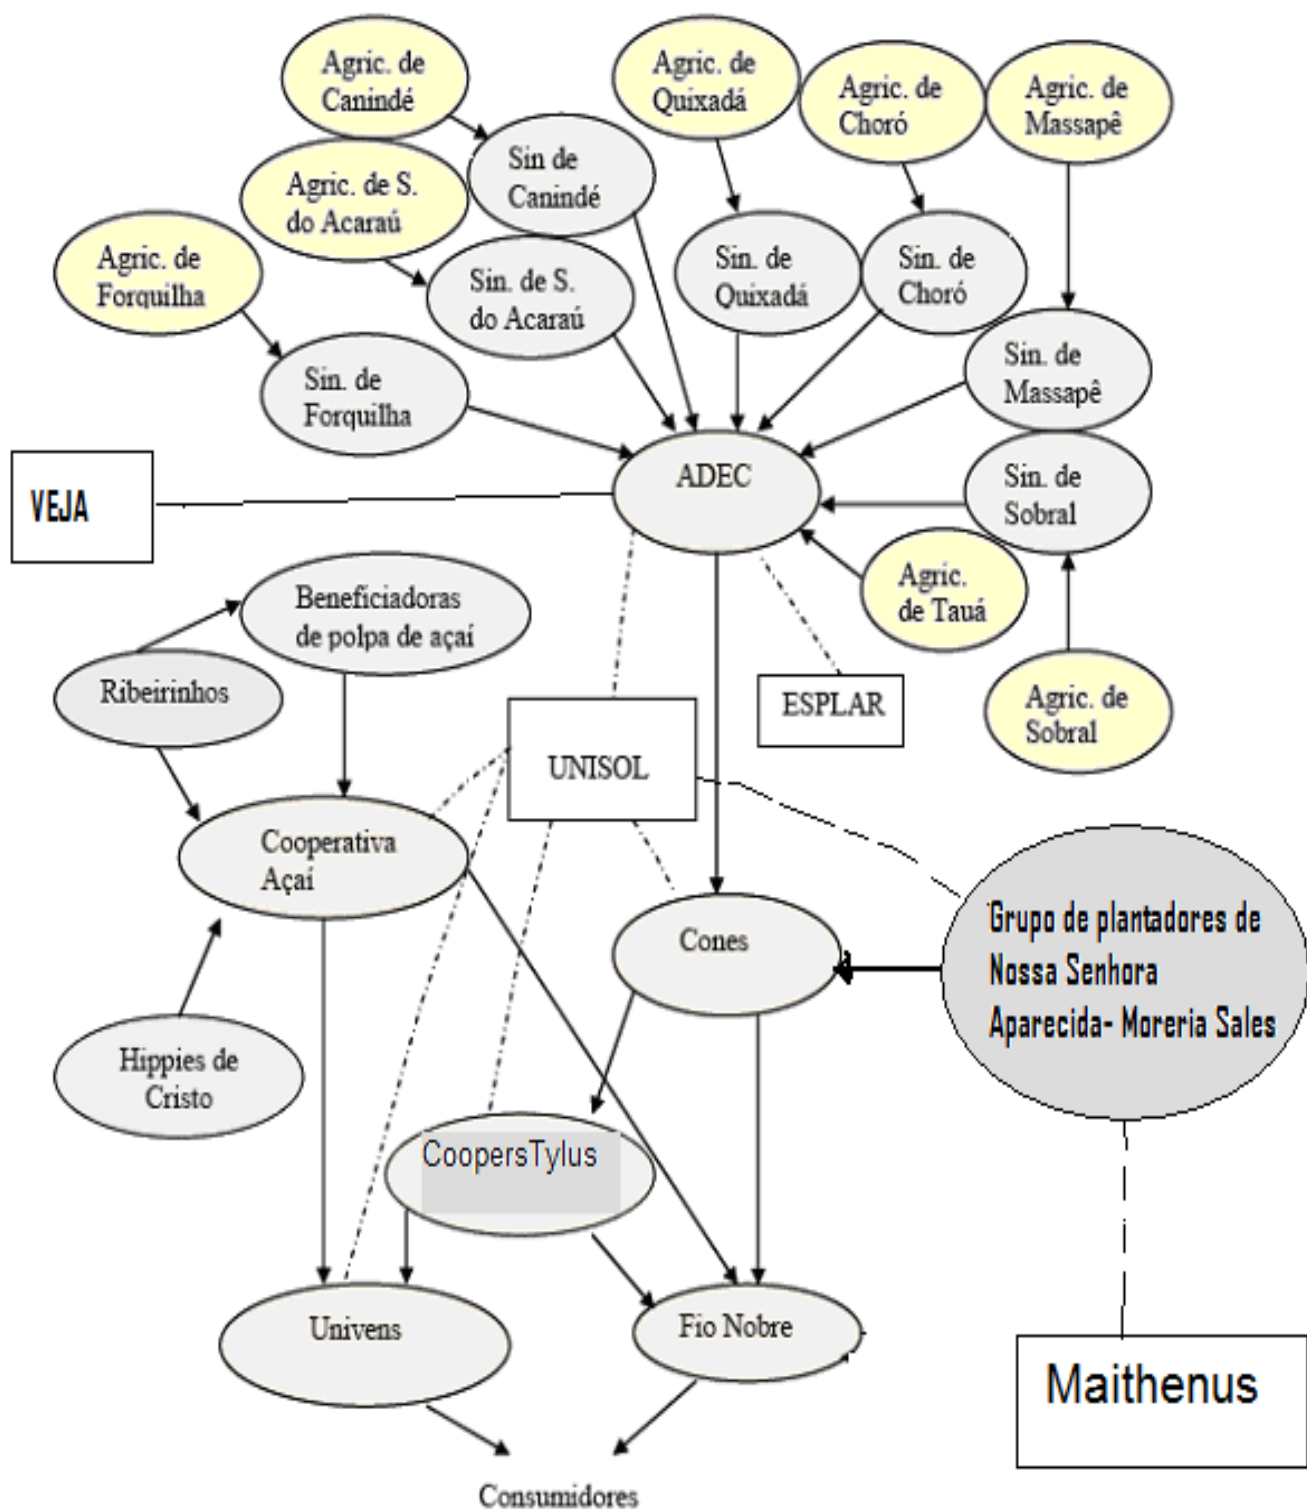 Agric. de
Canindé
Agric. de
Quixadá
Agric. de
Choró
Agric. de
Massapê
Sin de
Canindé
Agric. de S.
do Acaraú
Agric. de
Forquilha
Sin. de S.
do Acaraú
Sin. de
Quixadá
Sin. de
Choró
Sin. de
Forquilha
Sin. de
Massapê
ADEC
Sin. de
Sobral
VEJA
Agric.
de Tauá
Beneficiadoras
de polpa de açaí
Ribeirinhos
ESPLAR
Agric. de
Sobral
UNISOL
Cooperativa
Açaí
Cones
Grupo de plantadores de
Nossa Senhora
Aparecida- Moreria Sales
Hippies de
Cristo
CoopersTylus
Univens
Fio Nobre
Maithenus
Consumidores